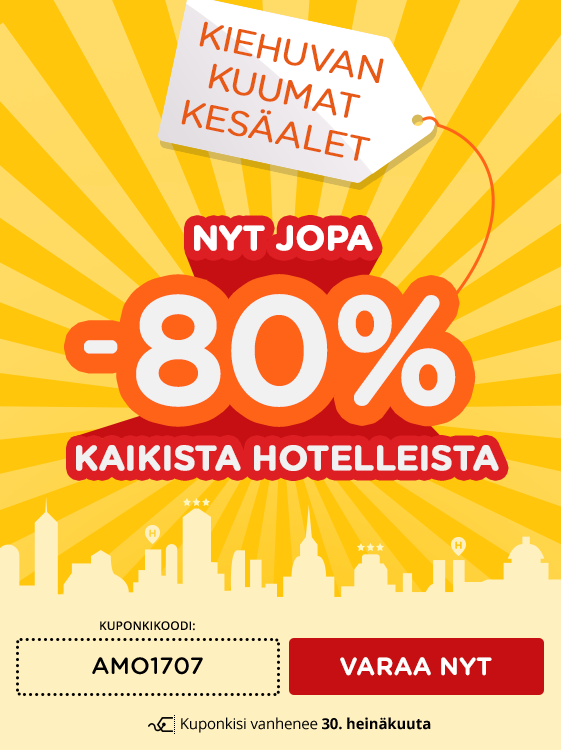 KIEHUVAN
KUUMAT
KESÄALET
NYT JOPA
-80%
KAIKISTA HOTELLEISTA
H
H
KUPONKIKOODI:
AMO1707
VARAA NYT
Kuponkisi vanhenee 30. heinäkuuta